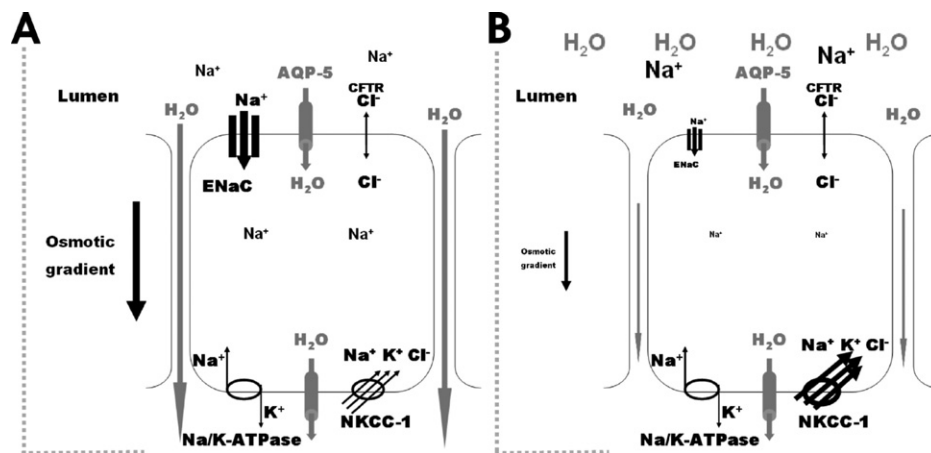 A
Na⁺
Na⁺
AQP-5
CFTR
Lumen
H₂O
Na⁺
Cl⁻
H₂O
ENaC
H₂O
Cl⁻
Na⁺
Na⁺
Osmotic
gradient
H₂O
Na⁺
Na⁺ K⁺ Cl⁻
K⁺
NKCC-1
Na/K-ATPase
B
H₂O
H₂O
H₂O
H₂O
Na⁺
Na⁺
AQP-5
CFTR
Lumen
H₂O
Na⁺
Cl⁻
H₂O
ENaC
H₂O
Cl⁻
Na⁺
Na⁺
Osmotic
gradient
H₂O
Na⁺
Na⁺ K⁺ Cl⁻
K⁺
NKCC-1
Na/K-ATPase